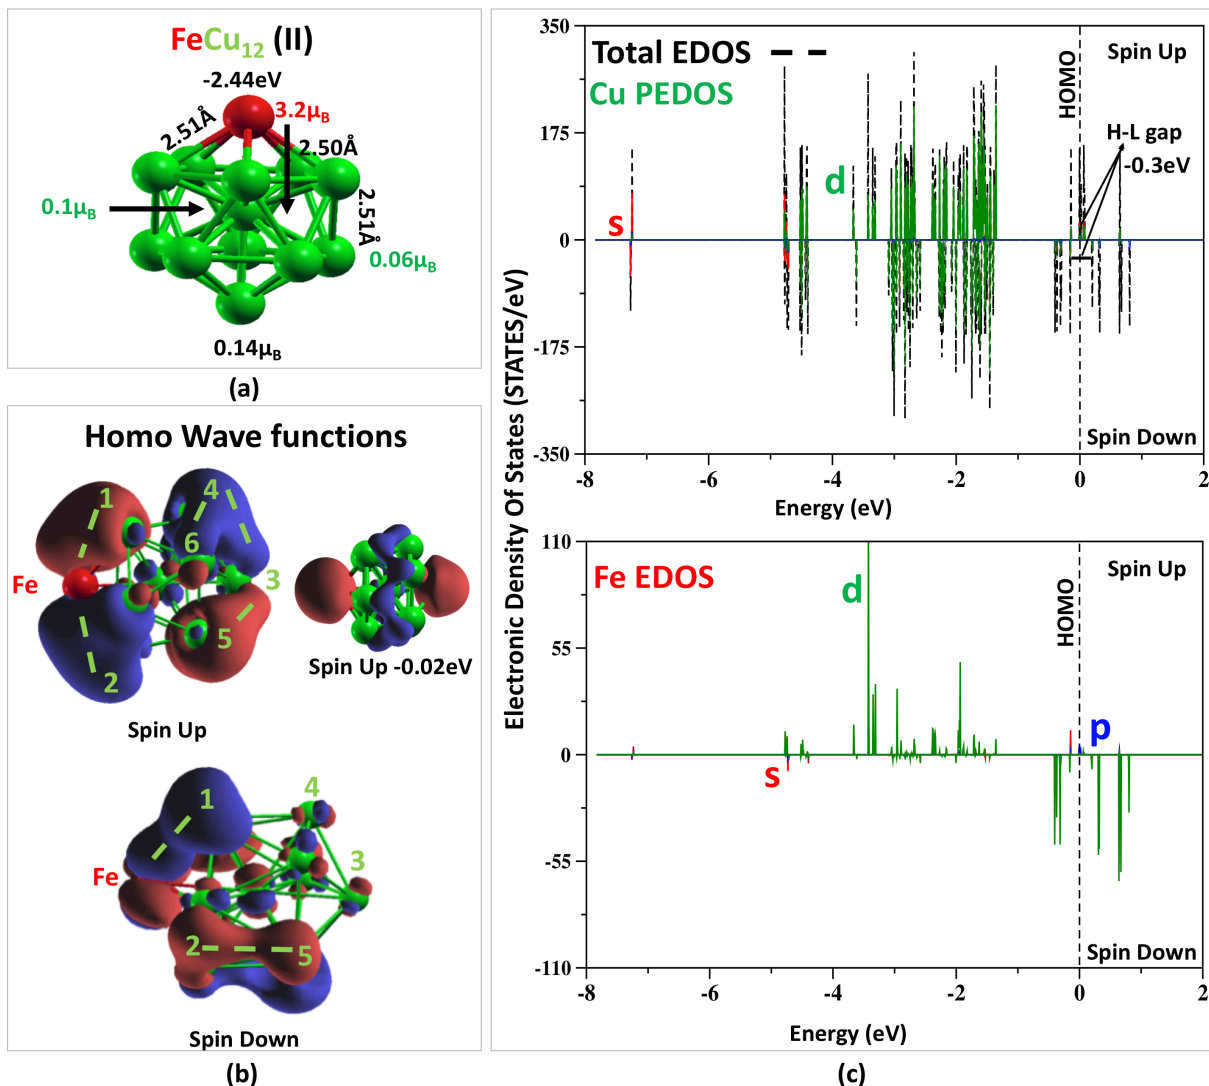 FeCu12 (II)
-2.44eV
3.2μB
2.51Å
2.50Å
0.1μB
2.51Å
0.06μB
0.14μB
(a)
Homo Wave functions
1
4
6
Fe
3
5
2
Spin Up -0.02eV
Spin Up
1
4
3
Fe
2
5
Spin Down
(b)
Electronic Density Of States (STATES/eV)
350
175
0
-175
-350
Total EDOS
Cu PEDOS
HOMO
Spin Up
H-L gap
-0.3eV
d
s
Spin Down
-8
-6
-4
-2
0
2
Energy (eV)
110
55
0
-55
-110
Fe EDOS
d
HOMO
Spin Up
p
s
Spin Down
-8
-6
-4
-2
0
2
Energy (eV)
(c)